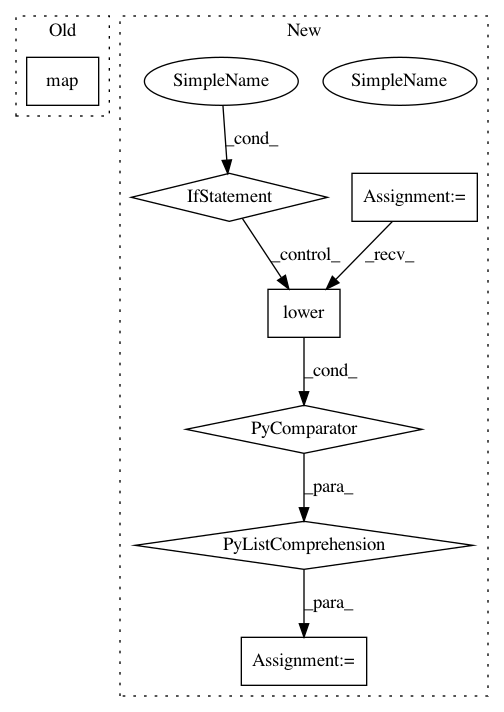 Old
New
map
SimpleName
SimpleName
_cond_
IfStatement
Assignment:=
_control_
_recv_
lower
_cond_
PyComparator
_para_
PyListComprehension
_para_
Assignment:=